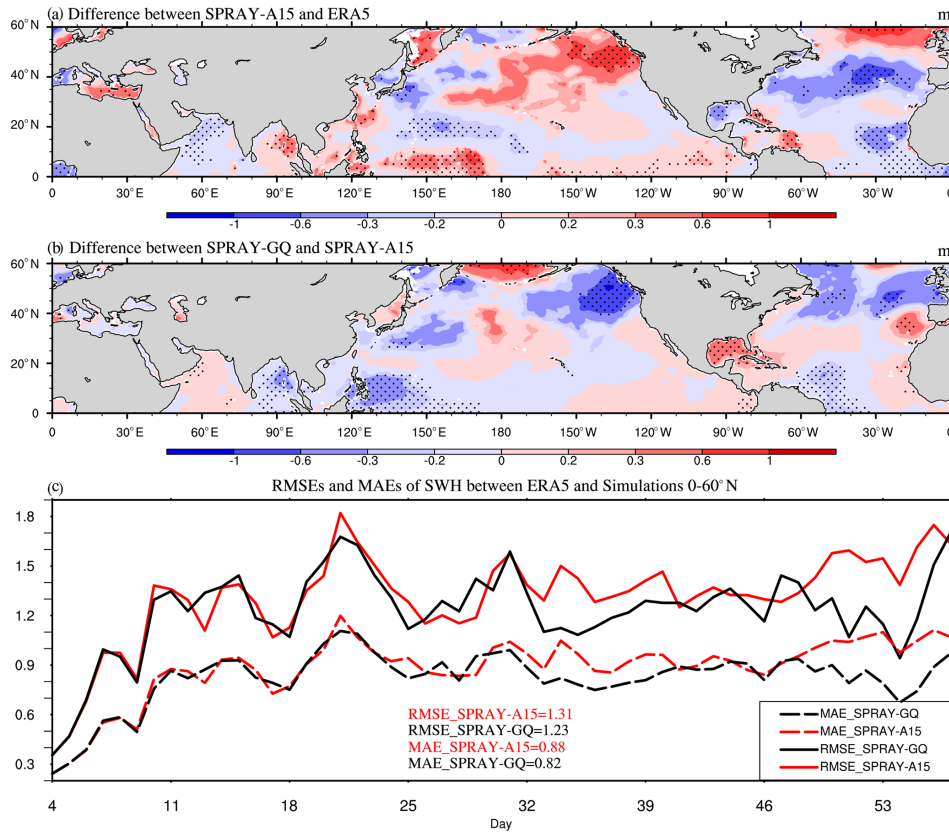 (a) Difference between SPRAY-A15 and ERA5 m
60°N
40°N
20°N
0
0 30°E 60°E 90°E 120°E 150°E 180 150°W 120°W 90°W 60°W 30°W 0
-1 -0.6 -0.3 -0.2 0 0.2 0.3 0.6 1
(b) Difference between SPRAY-GQ and SPRAY-A15 m
60°N
40°N
20°N
0
0 30°E 60°E 90°E 120°E 150°E 180 150°W 120°W 90°W 60°W 30°W 0
-1 -0.6 -0.3 -0.2 0 0.2 0.3 0.6 1
(c) RMSEs and MAEs of SWH between ERA5 and Simulations 0-60°N
1.8
1.5
1.2
0.9
0.6
0.3
RMSE_SPRAY-A15=1.31
RMSE_SPRAY-GQ=1.23
MAE_SPRAY-A15=0.88
MAE_SPRAY-GQ=0.82
MAE_SPRAY-GQ
MAE_SPRAY-A15
RMSE_SPRAY-GQ
RMSE_SPRAY-A15
4 11 18 25 32 39 46 53
Day